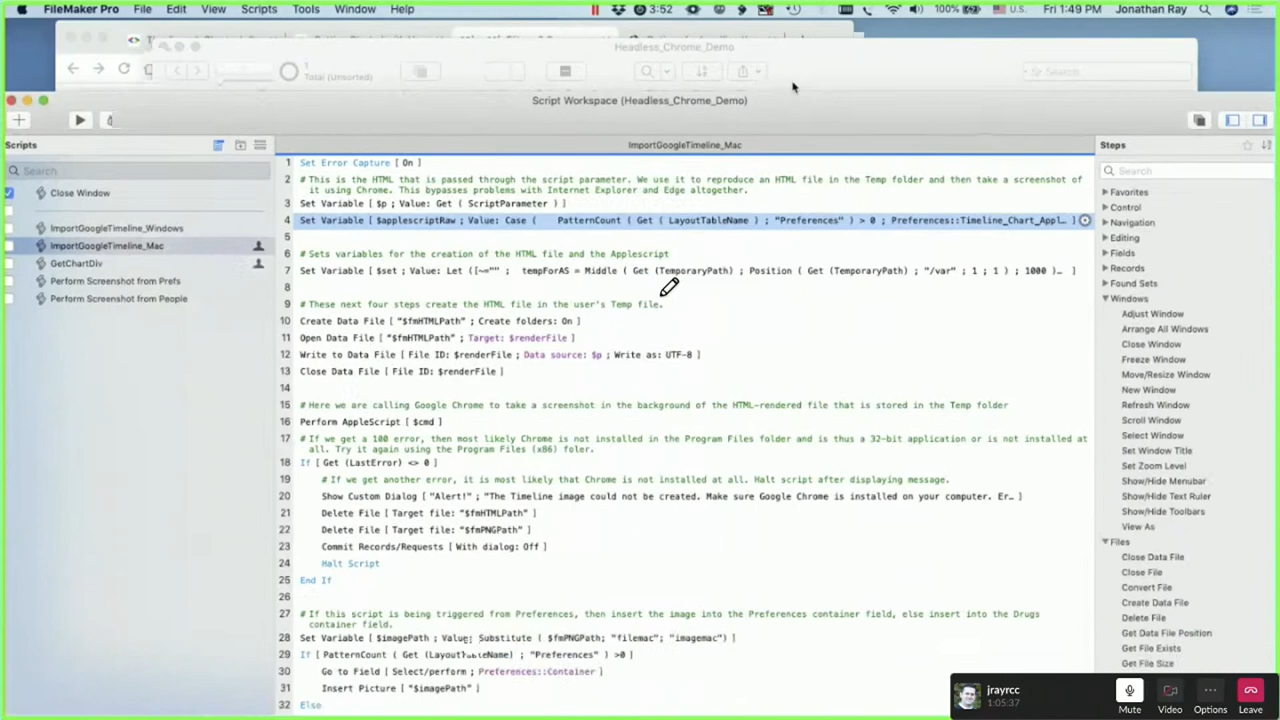 FileMaker Pro File Edit View Scripts Tools Window Help 3:52 100% U.S. Fri 1:49 PM Jonathan Ray
Headless_Chrome_Demo
Total (Unsorted)
Search
Script Workspace (Headless_Chrome_Demo)
Scripts
ImportGoogleTimeline_Mac
Steps
Search
Search
Close Window
ImportGoogleTimeline_Windows
ImportGoogleTimeline_Mac
GetChartDiv
Perform Screenshot from Prefs
Perform Screenshot from People
1 Set Error Capture [ On ]
2 # This is the HTML that is passed through the script parameter. We use it to reproduce an HTML file in the Temp folder and then take a screenshot of
it using Chrome. This bypasses problems with Internet Explorer and Edge altogether.
3 Set Variable [ $p ; Value: Get ( ScriptParameter ) ]
4 Set Variable [ $applescriptRaw ; Value: Case ( PatternCount ( Get ( LayoutTableName ) ; "Preferences" ) > 0 ; Preferences::Timeline_Chart_Appl… ]
5
6 # Sets variables for the creation of the HTML file and the Applescript
7 Set Variable [ $set ; Value: Let ([~="" ; tempForAS = Middle ( Get (TemporaryPath) ; Position ( Get (TemporaryPath) ; "/var" ; 1 ; 1 ) ; 1000 )… ]
8
9 # These next four steps create the HTML file in the user's Temp file.
10 Create Data File [ "$fmHTMLPath" ; Create folders: On ]
11 Open Data File [ "$fmHTMLPath" ; Target: $renderFile ]
12 Write to Data File [ File ID: $renderFile ; Data source: $p ; Write as: UTF-8 ]
13 Close Data File [ File ID: $renderFile ]
14
15 # Here we are calling Google Chrome to take a screenshot in the background of the HTML-rendered file that is stored in the Temp folder
16 Perform AppleScript [ $cmd ]
17 # If we get a 100 error, then most likely Chrome is not installed in the Program Files folder and is thus a 32-bit application or is not installed at
all. Try it again using the Program Files (x86) foler.
18 If [ Get (LastError) <> 0 ]
19 # If we get another error, it is most likely that Chrome is not installed at all. Halt script after displaying message.
20 Show Custom Dialog [ "Alert!" ; "The Timeline image could not be created. Make sure Google Chrome is installed on your computer. Er… ]
21 Delete File [ Target file: "$fmHTMLPath" ]
22 Delete File [ Target file: "$fmPNGPath" ]
23 Commit Records/Requests [ With dialog: Off ]
24 Halt Script
25 End If
26
27 # If this script is being triggered from Preferences, then insert the image into the Preferences container field, else insert into the Drugs
container field.
28 Set Variable [ $imagePath ; Value: Substitute ( $fmPNGPath; "filemac"; "imagemac") ]
29 If [ PatternCount ( Get (LayoutTableName) ; "Preferences" ) >0 ]
30 Go to Field [ Select/perform ; Preferences::Container ]
31 Insert Picture [ "$imagePath" ]
32 Else
Favorites
Control
Navigation
Editing
Fields
Records
Found Sets
Windows
Adjust Window
Arrange All Windows
Close Window
Freeze Window
Move/Resize Window
New Window
Refresh Window
Scroll Window
Select Window
Set Window Title
Set Zoom Level
Show/Hide Menubar
Show/Hide Text Ruler
Show/Hide Toolbars
View As
Files
Close Data File
Close File
Convert File
Create Data File
Delete File
Get Data File Position
Get File Exists
Get File Size
jrayrcc
1:05:37
Mute Video Options Leave